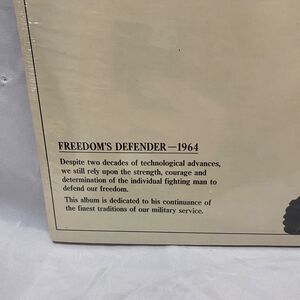 FREEDOM'S DEFENDER—1964
Despite two decades of technological advances,
we still rely upon the strength, courage and
determination of the individual fighting man to
defend our freedom.
This album is dedicated to his continuance of
the finest traditions of our military service.